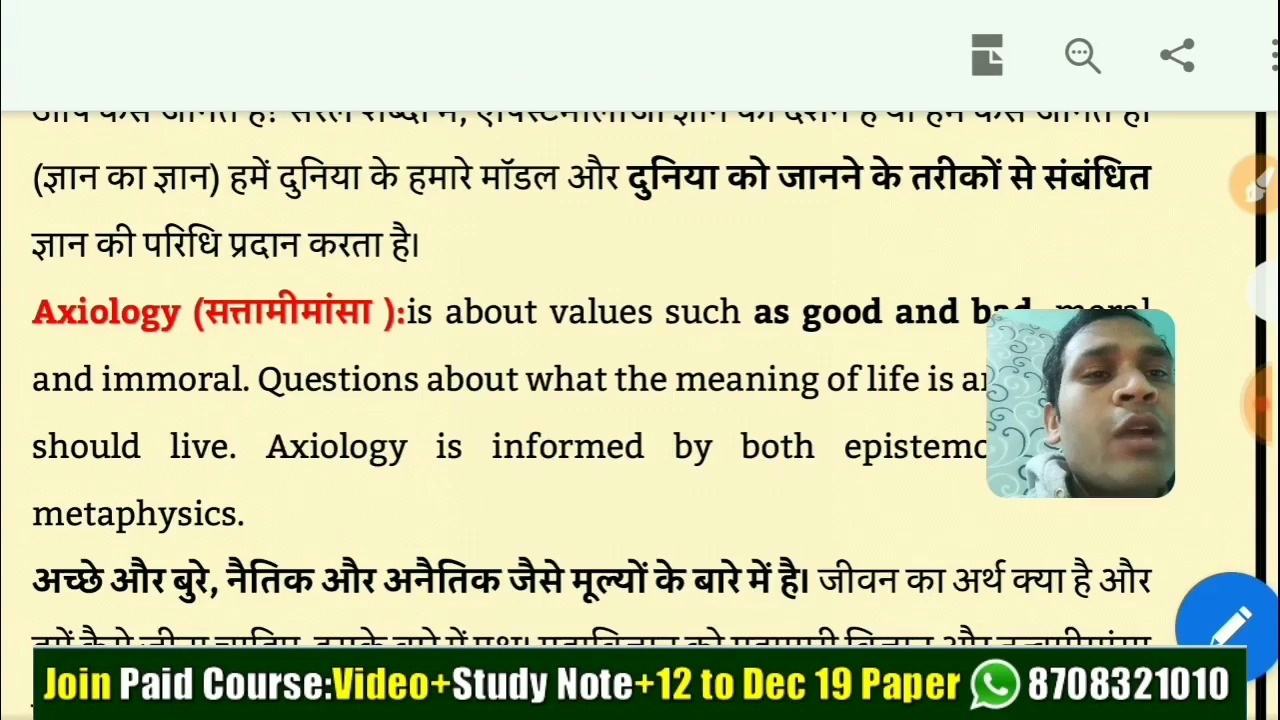 (ज्ञान का ज्ञान) हमें दुनिया के हमारे मॉडल और दुनिया को जानने के तरीकों से संबंधित
ज्ञान की परिधि प्रदान करता है।
Axiology (सत्तामीमांसा ):is about values such as good and bad, moral
and immoral. Questions about what the meaning of life is
should live. Axiology is informed by both
metaphysics.
अच्छे और बुरे, नैतिक और अनैतिक जैसे मूल्यों के बारे में है। जीवन का अर्थ क्या है और
Join Paid Course:Video+Study Note+12 to Dec 19 Paper 8708321010